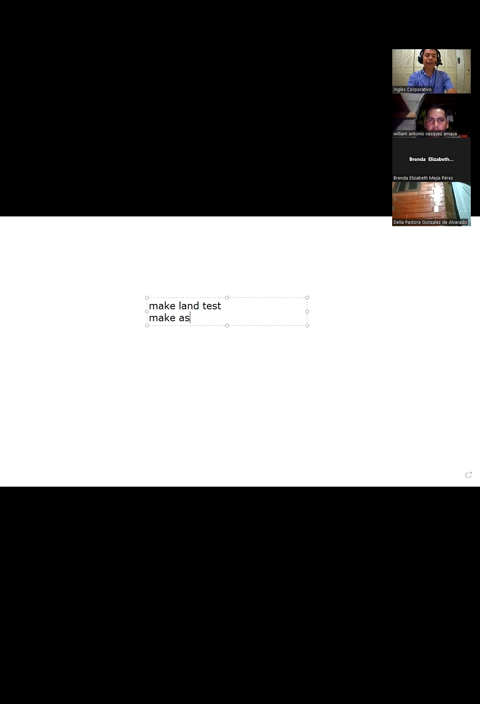 Ingles Corporativo
william antonio vasquez amaya
Brenda Elizabeth...
Brenda Elizabeth Mejía Pérez
Delia Pastora Gonzalez de Alvarado
make land test
make as